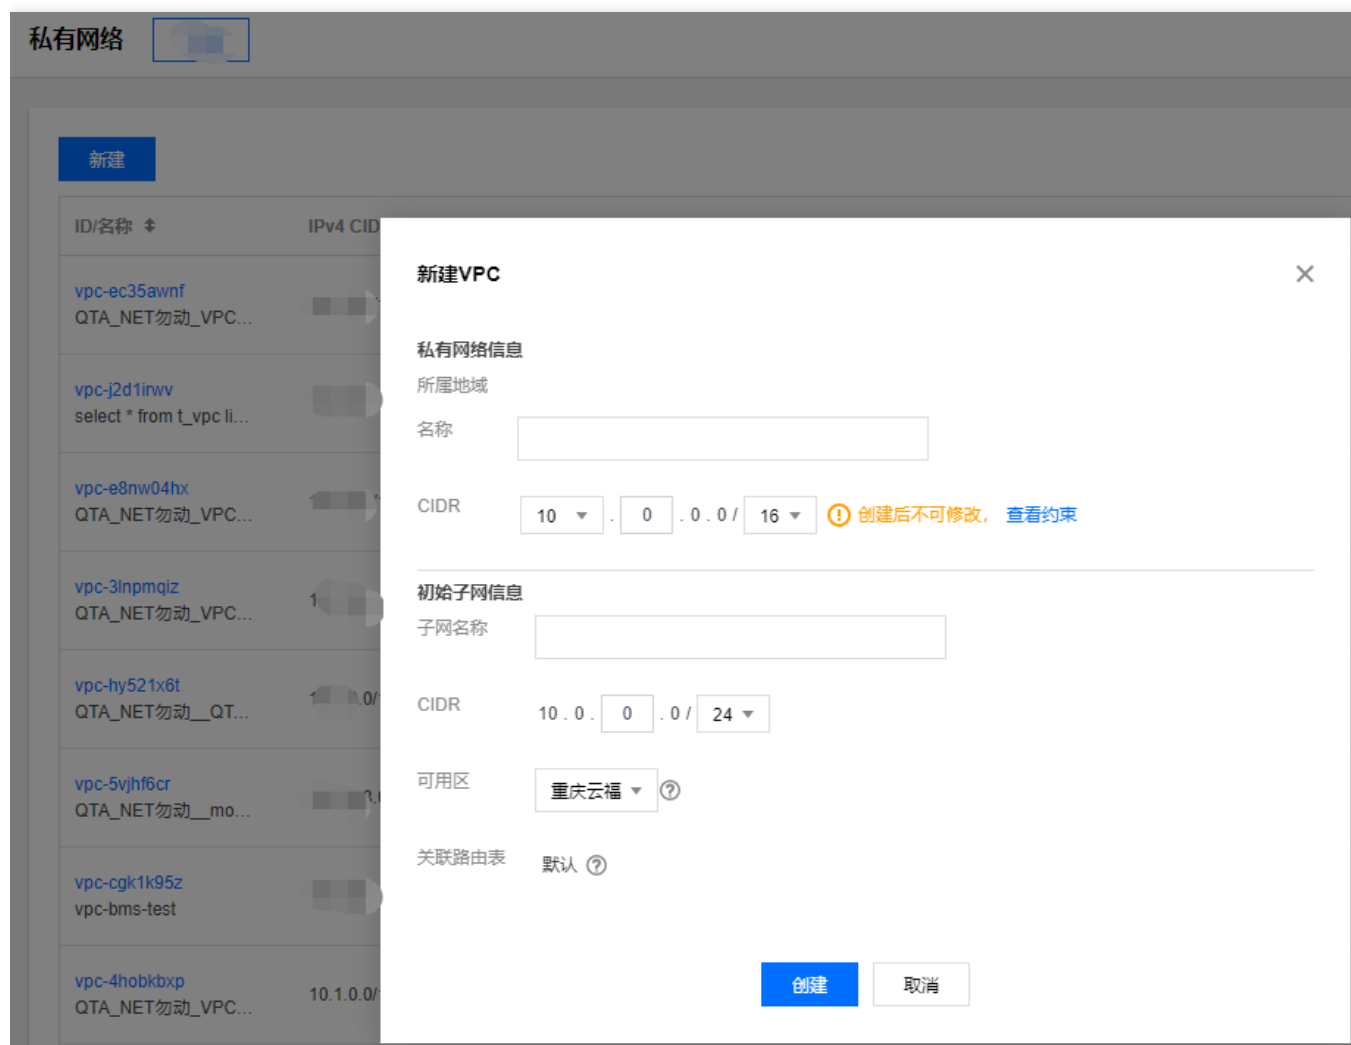 私有网络
新建
ID/名称 IPv4 CID
vpc-ec35awnf
QTA_NET勿动_VPC...
vpc-j2d1irwv
select * from t_vpc li...
vpc-e8nw04hx
QTA_NET勿动_VPC...
vpc-3lnpmqiz
QTA_NET勿动_VPC...
vpc-hy521x6t
QTA_NET勿动__QT...
vpc-5vjhf6cr
QTA_NET勿动__mo...
vpc-cgk1k95z
vpc-bms-test
vpc-4hobkbxp
QTA_NET勿动_VPC...
10.1.0.0/
新建VPC
私有网络信息
所属地域
名称
CIDR 10 . 0 . 0 . 0 / 16 创建后不可修改, 查看约束
初始子网信息
子网名称
CIDR 10 . 0 . 0 . 0 / 24
可用区 重庆云福
关联路由表 默认
创建 取消